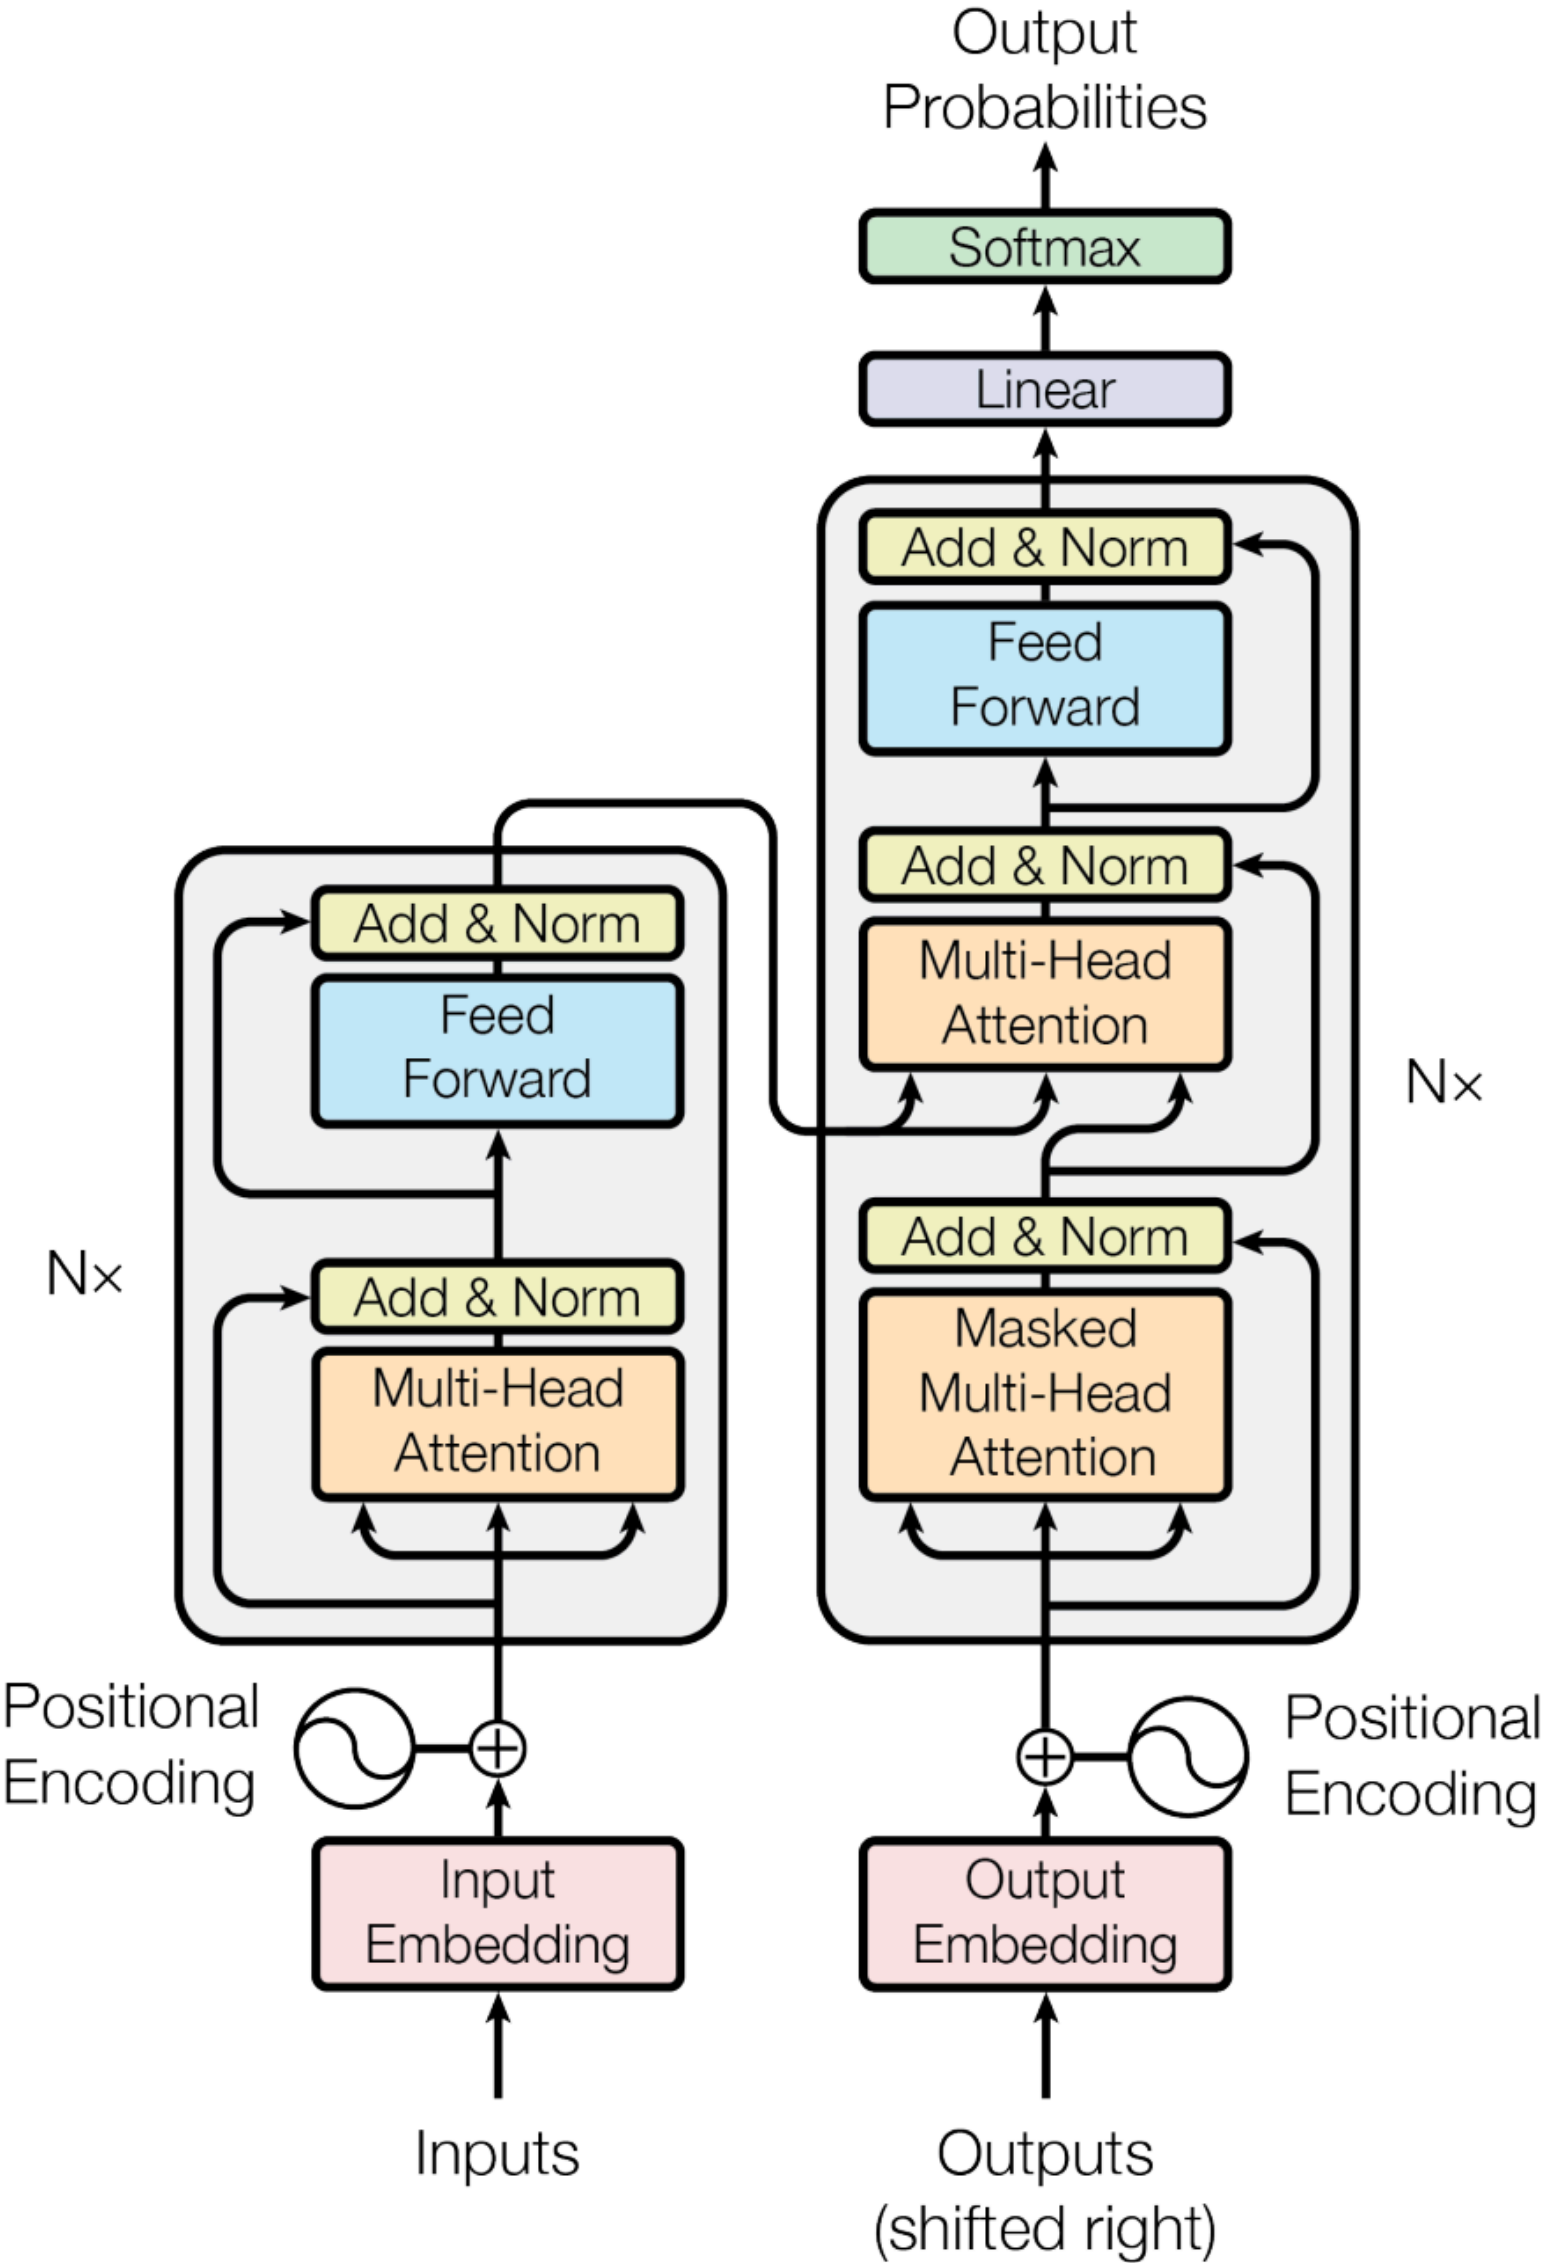 Output
Probabilities
Softmax
Linear
Add & Norm
Feed
Forward
Add & Norm
Multi-Head
Attention
Nx
Add & Norm
Masked
Multi-Head
Attention
Add & Norm
Feed
Forward
Nx
Add & Norm
Multi-Head
Attention
Positional
Encoding
Positional
Encoding
Input
Embedding
Output
Embedding
Inputs
Outputs
(shifted right)